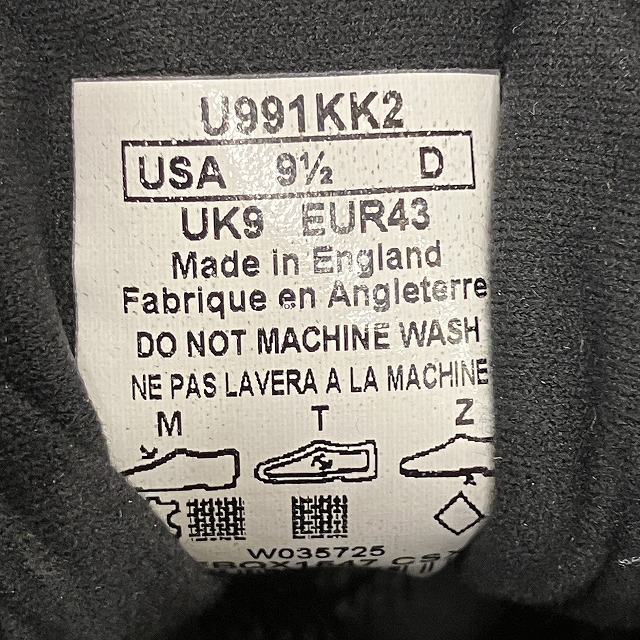 U991KK2
USA 9½ D
UK9 EUR43
Made in England
Fabrique en Angleterre
DO NOT MACHINE WASH
NE PAS LAVERA A LA MACHINE
M T Z
W035725